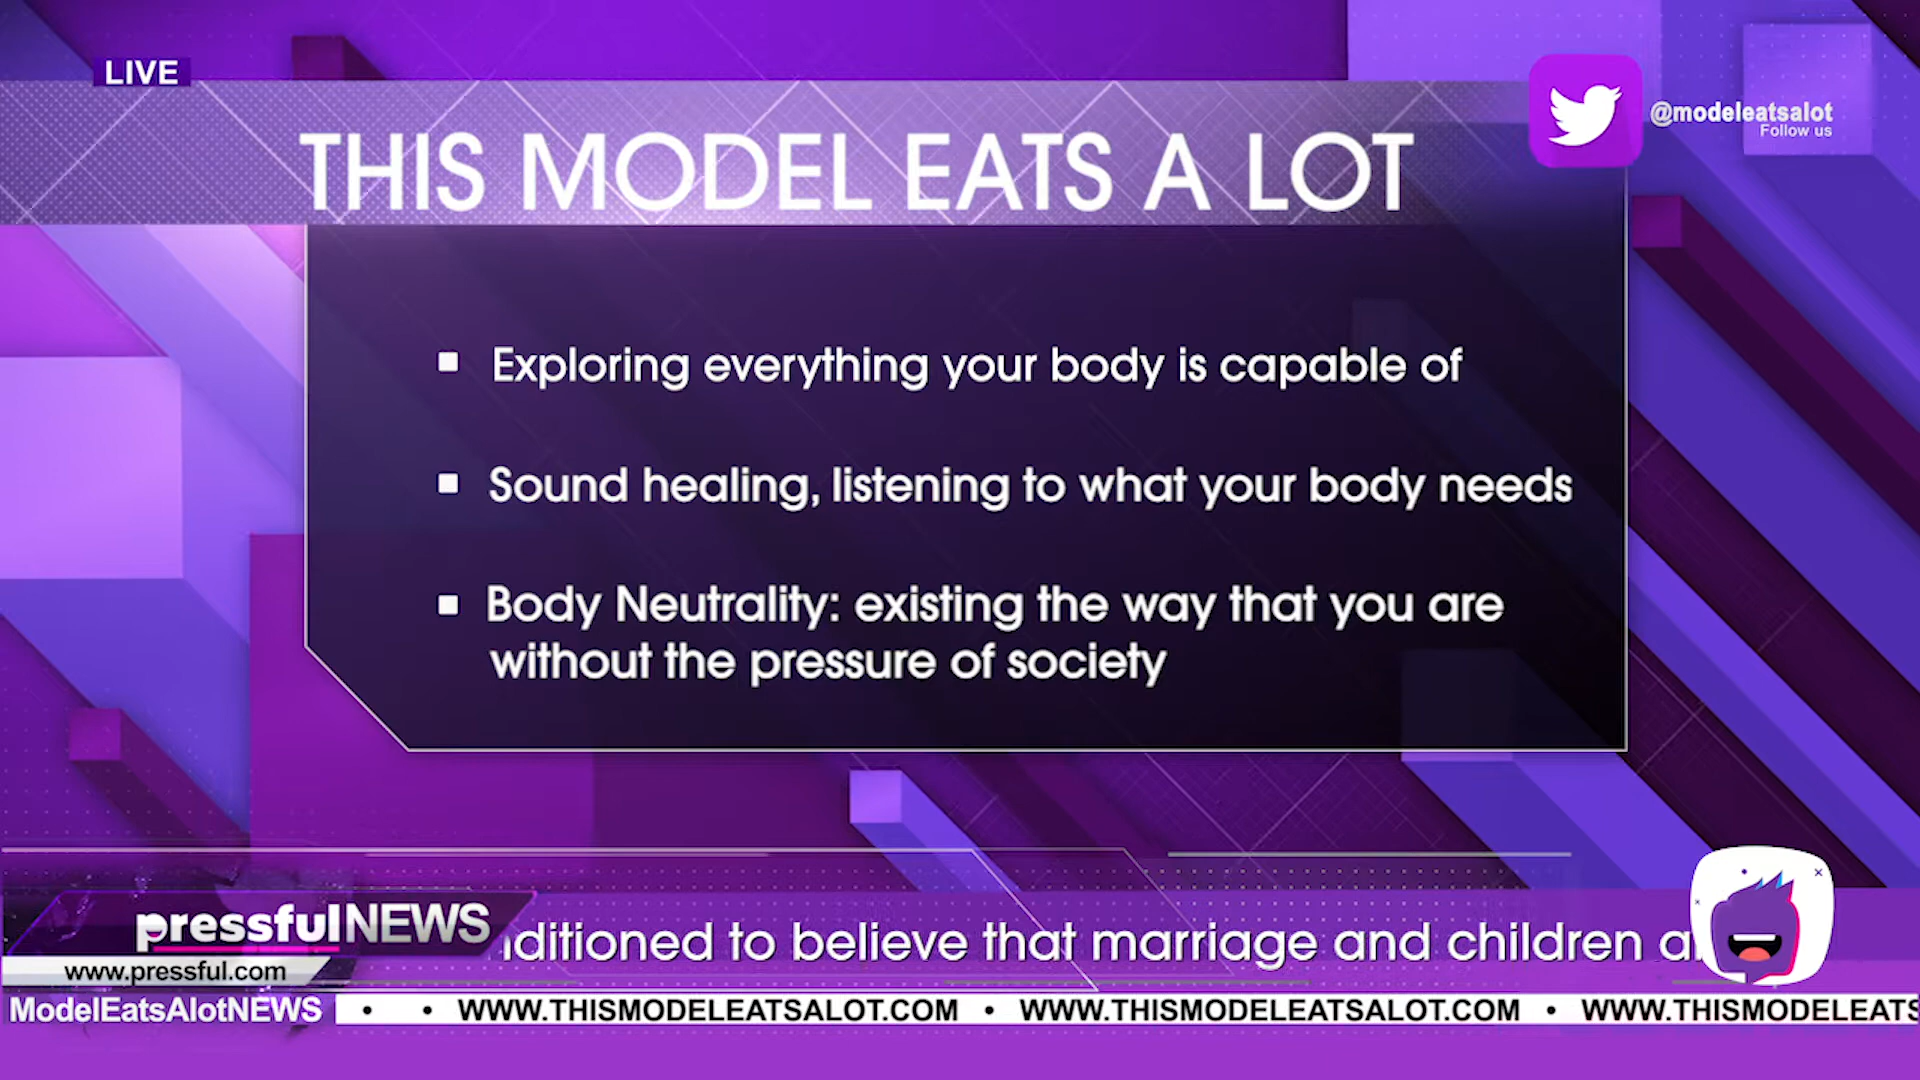 LIVE
THIS MODEL EATS A LOT
@modeleatsalot
Follow us
▪ Exploring everything your body is capable of
▪ Sound healing, listening to what your body needs
▪ Body Neutrality: existing the way that you are
without the pressure of society
pressfulNEWS
to believe that marriage and children
www.pressful.com
ModelEatsAlotNEWS • • WWW.THISMODELEATSALOT.COM • WWW.THISMODELEATSALOT.COM • WWW.THISMODELEATS